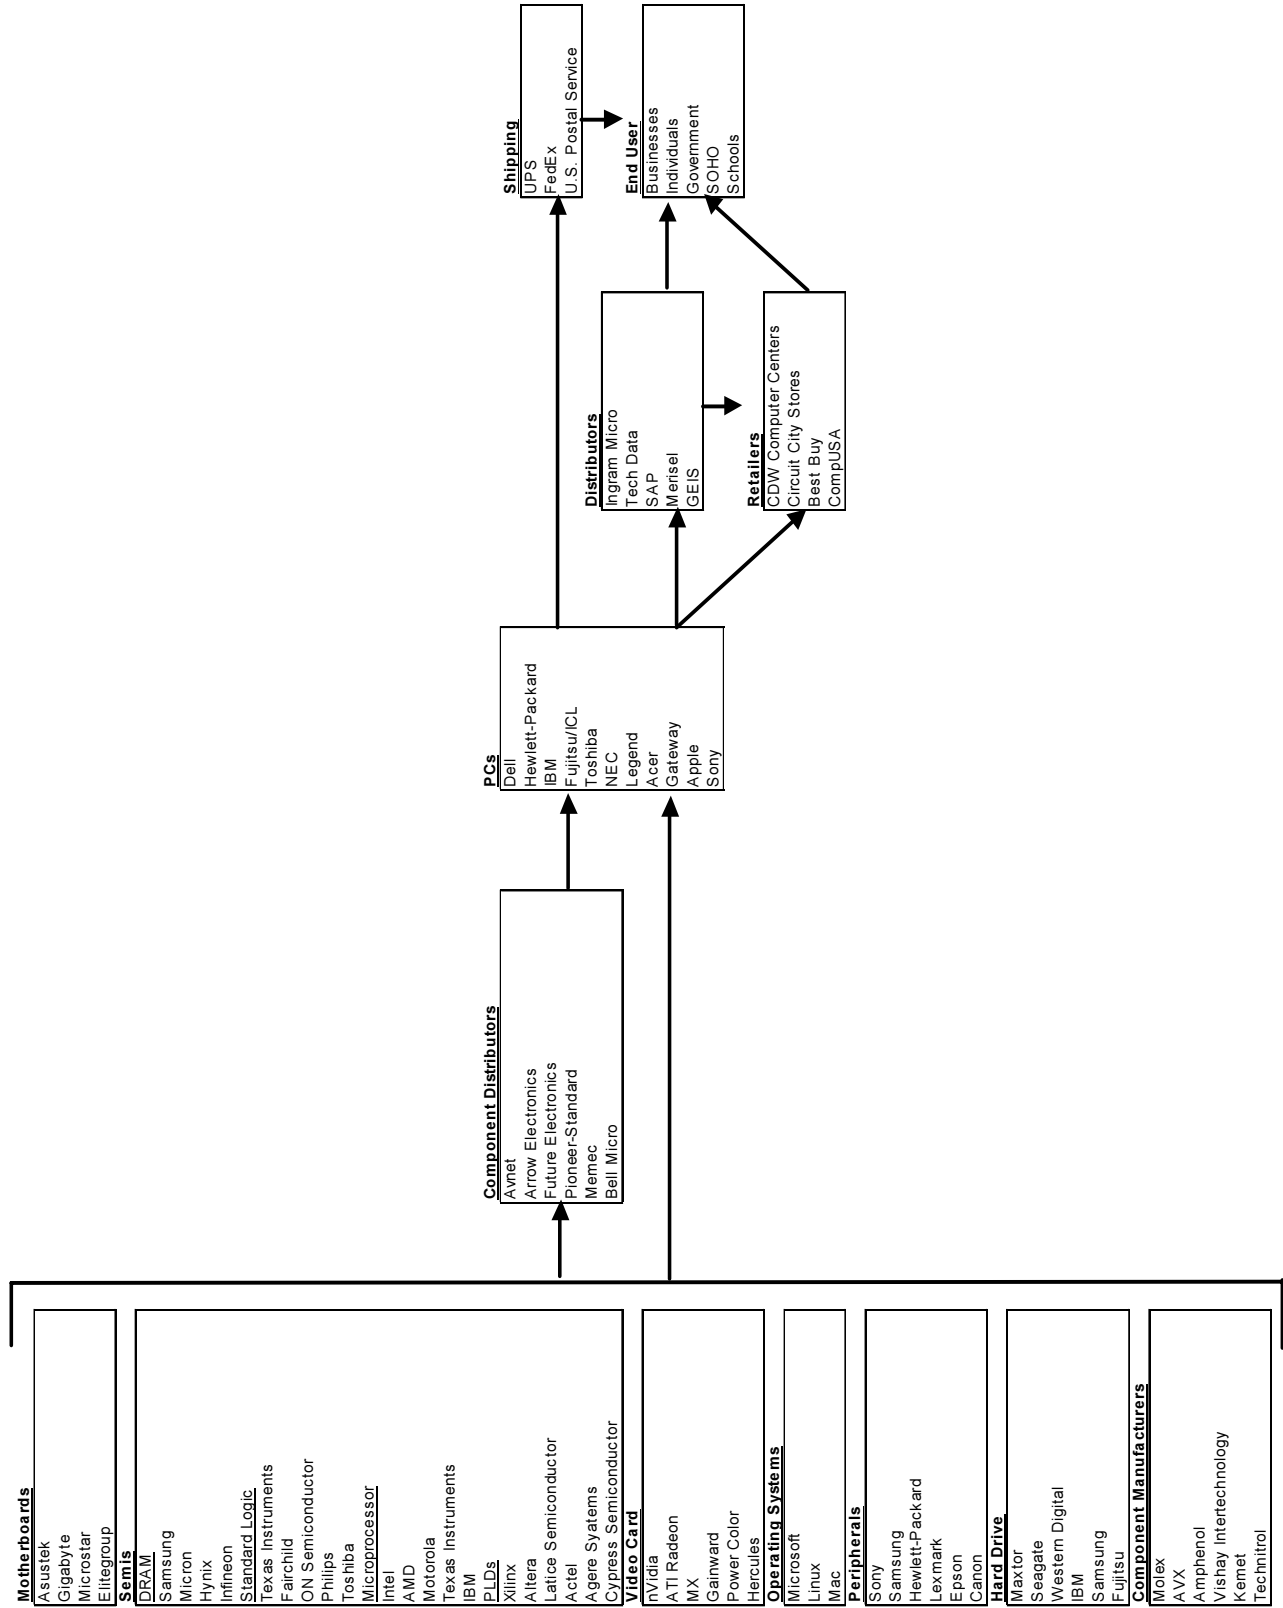 Motherboards
Asustek
Gigabyte
Microstar
Elitegroup
Semis
DRAM
Samsung
Micron
Hynix
Infineon
Standard Logic
Texas Instruments
Fairchild
ON Semiconductor
Philips
Toshiba
Microprocessor
Intel
AMD
Motorola
Texas Instruments
IBM
PLDs
Xilinx
Altera
Latice Semiconductor
Actel
Agere Syatems
Cypress Semiconductor
Video Card
nVidia
ATI Radeon
MX
Gainward
Power Color
Hercules
Operating Systems
Microsoft
Linux
Mac
Peripherals
Sony
Samsung
Hewlett-Packard
Lexmark
Epson
Canon
Hard Drive
Maxtor
Seagate
Western Digital
IBM
Samsung
Fujitsu
Component Manufacturers
Molex
AVX
Amphenol
Vishay Intertechnology
Kemet
Technitrol
Component Distributors
Avnet
Arrow Electronics
Future Electronics
Pioneer-Standard
Memec
Bell Micro
PCs
Dell
Hewlett-Packard
IBM
Fujitsu/ICL
Toshiba
NEC
Legend
Acer
Gateway
Apple
Sony
Distributors
Ingram Micro
Tech Data
SAP
Merisel
GEIS
Retailers
CDW Computer Centers
Circuit City Stores
Best Buy
CompUSA
Shipping
UPS
FedEx
U.S. Postal Service
End User
Businesses
Individuals
Government
SOHO
Schools